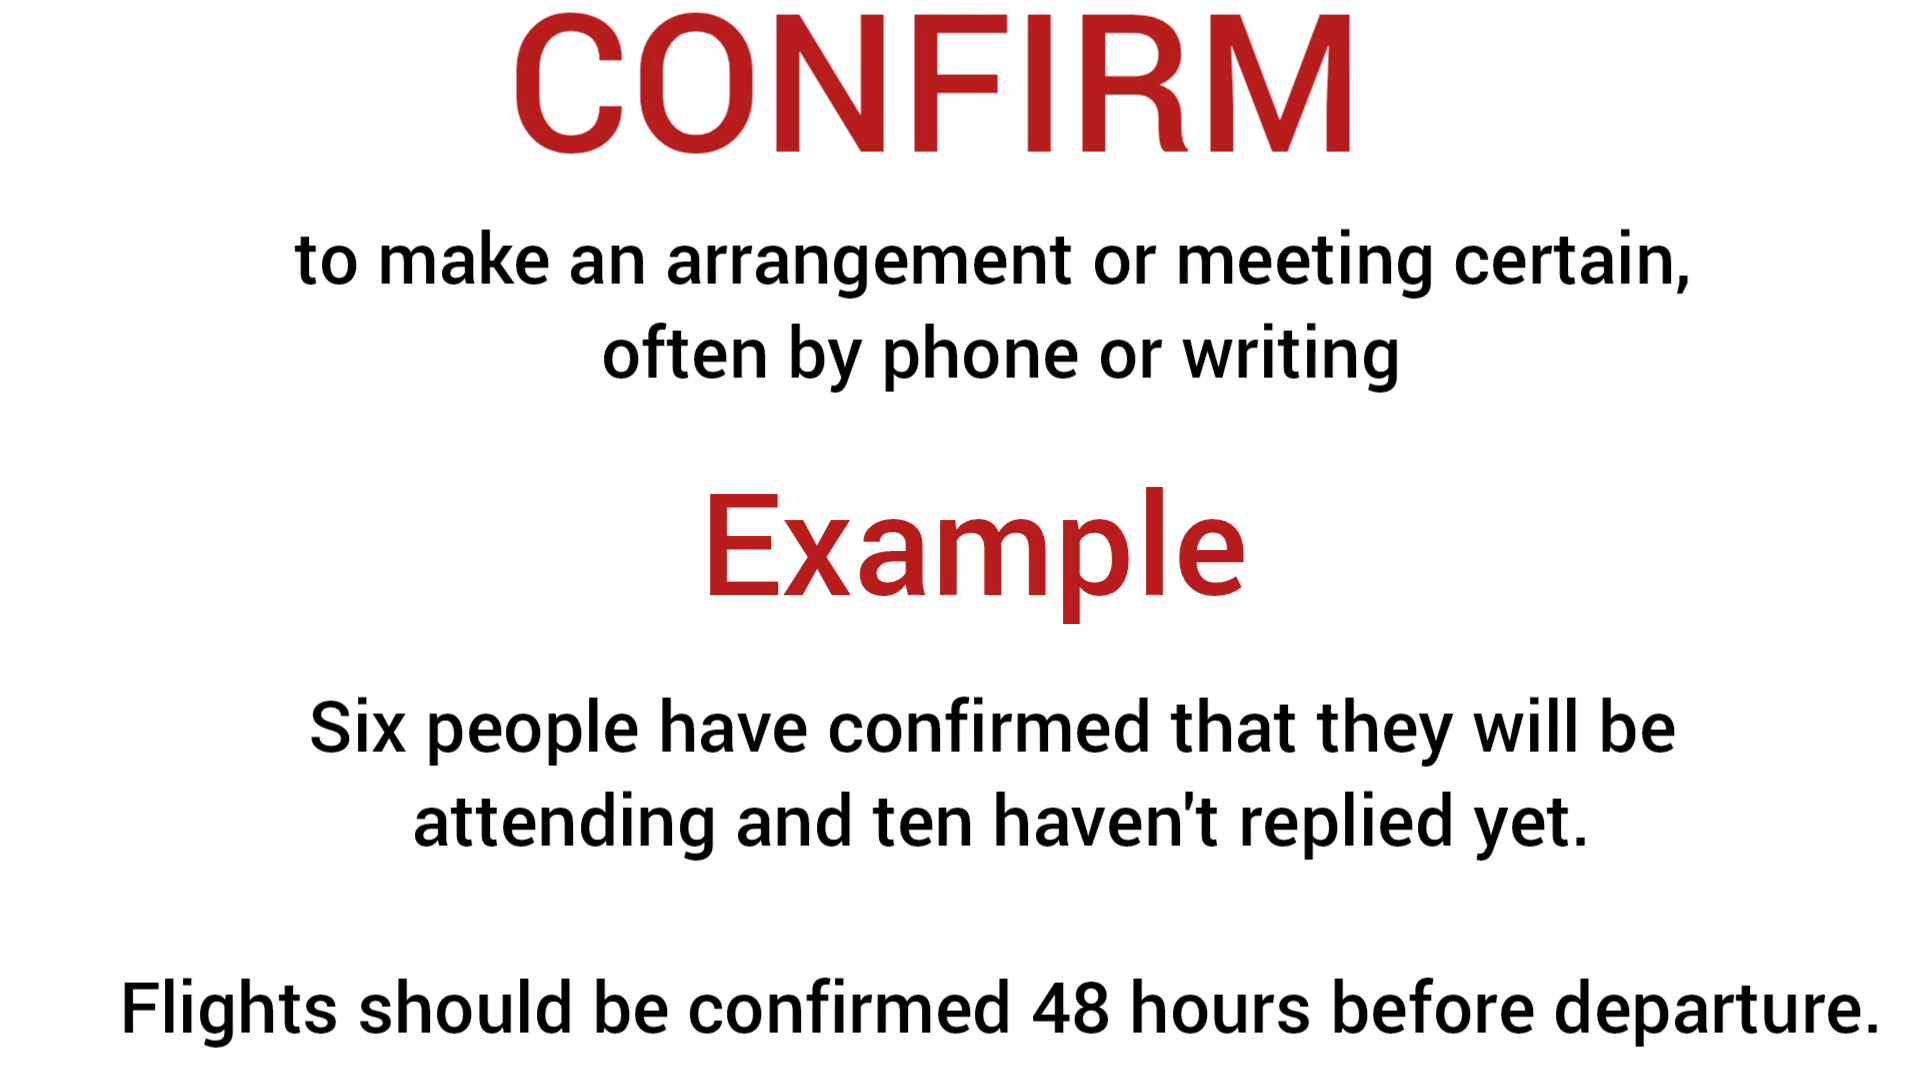 CONFIRM
to make an arrangement or meeting certain,
often by phone or writing
Example
Six people have confirmed that they will be
attending and ten haven't replied yet.
Flights should be confirmed 48 hours before departure.